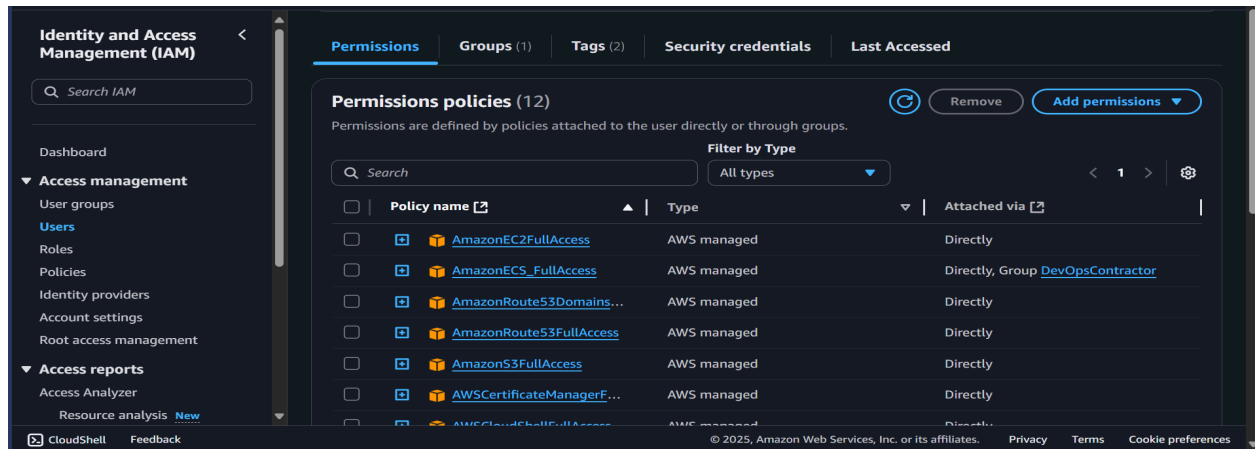 Identity and Access
Management (IAM)
Search IAM
Dashboard
Access management
User groups
Users
Roles
Policies
Identity providers
Account settings
Root access management
Access reports
Access Analyzer
Resource analysis New
Permissions Groups (1) Tags (2) Security credentials Last Accessed
Permissions policies (12) Remove Add permissions
Permissions are defined by policies attached to the user directly or through groups.
Filter by Type
Search All types 1
Policy name Type Attached via
AmazonEC2FullAccess AWS managed Directly
AmazonECS_FullAccess AWS managed Directly, Group DevOpsContractor
AmazonRoute53Domains... AWS managed Directly
AmazonRoute53FullAccess AWS managed Directly
AmazonS3FullAccess AWS managed Directly
AWSCertificateManagerF... AWS managed Directly
AWSCloudShellFullAccess AWS managed Directly
CloudShell Feedback © 2025, Amazon Web Services, Inc. or its affiliates. Privacy Terms Cookie preferences